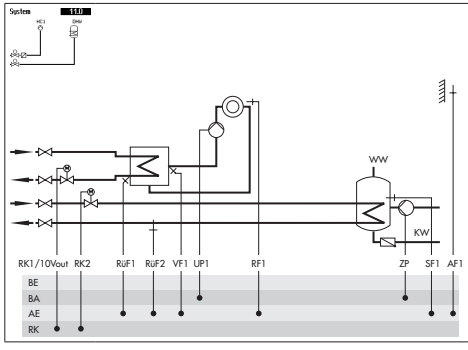 System 11.0
HC1 DHW
WW
KW
RK1/10Vout RK2 RüF1 RüF2 VF1 UP1 RF1 ZP SF1 AF1
BE
BA
AE
RK